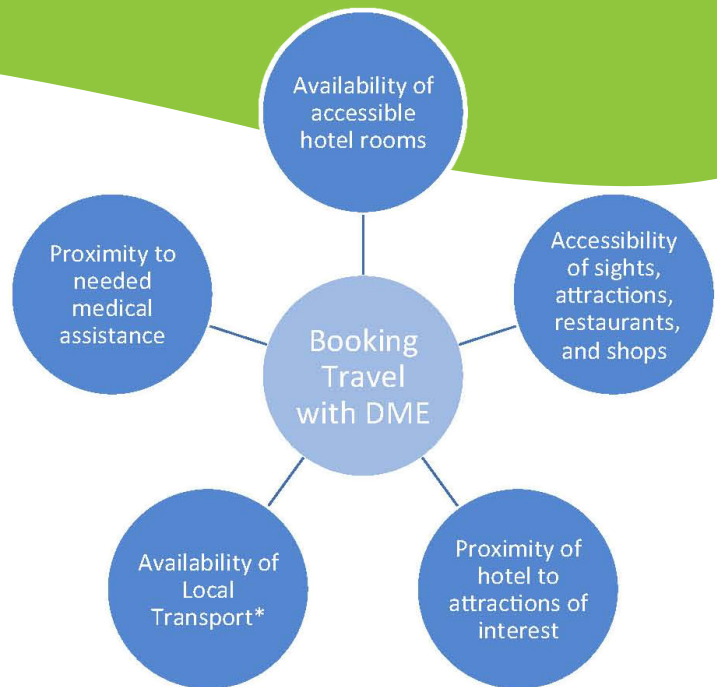 Availability of
accessible
hotel rooms
Proximity to
needed
medical
assistance
Accessibility
of sights,
attractions,
restaurants,
and shops
Booking
Travel
with DME
Availability of
Local
Transport*
Proximity of
hotel to
attractions of
interest